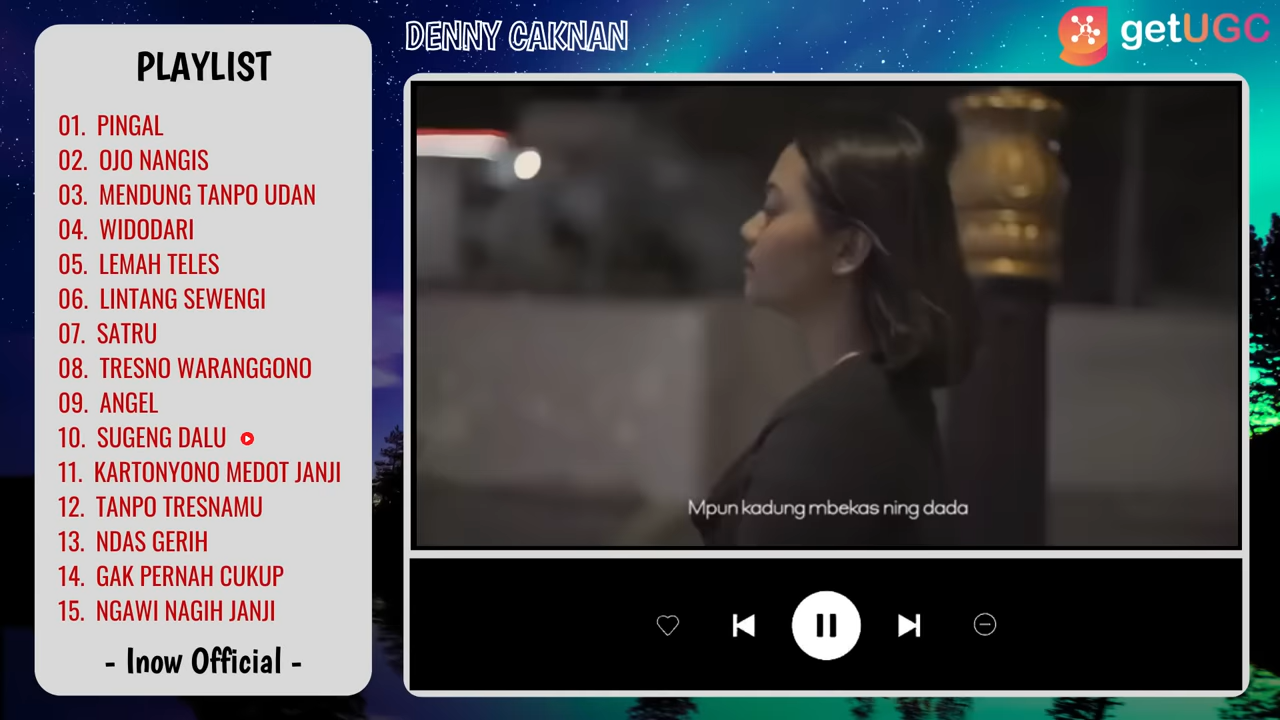 PLAYLIST
01. PINGAL
02. OJO NANGIS
03. MENDUNG TANPO UDAN
04. WIDODARI
05. LEMAH TELES
06. LINTANG SEWENGI
07. SATRU
08. TRESNO WARANGGONO
09. ANGEL
10. SUGENG DALU
11. KARTONYONO MEDOT JANJI
12. TANPO TRESNAMU
13. NDAS GERIH
14. GAK PERNAH CUKUP
15. NGAWI NAGIH JANJI
- Inow Official -
DENNY CAKNAN
getUGC
Mpun kadung mbekas ning dada